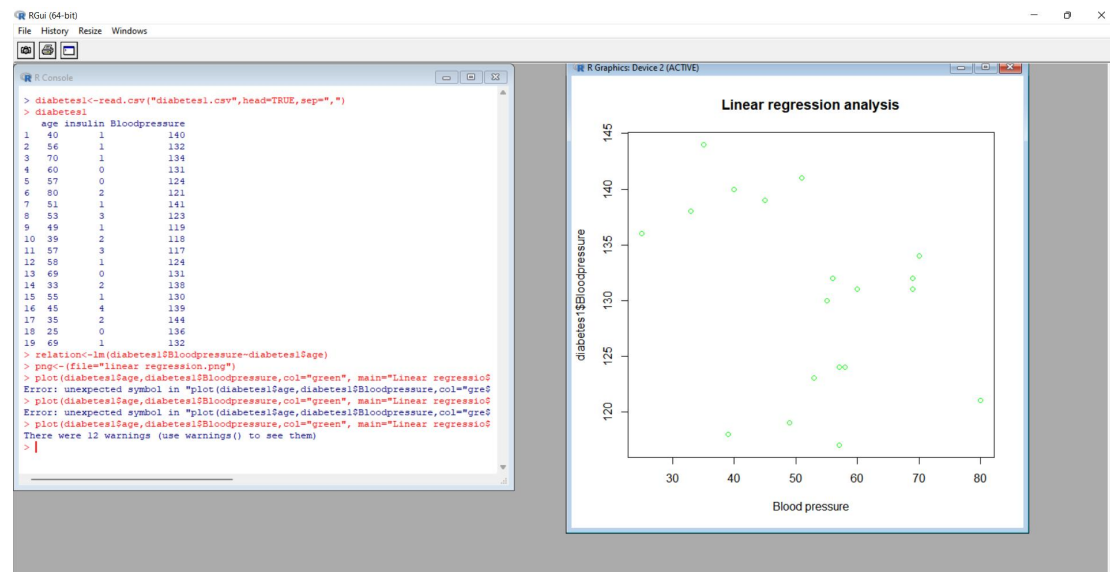 RGui (64-bit)
File History Resize Windows
R Console
> diabetes1<-read.csv("diabetes1.csv",head=TRUE,sep=",")
> diabetes1
age insulin Bloodpressure
1 40 1 140
2 56 1 132
3 70 1 134
4 60 0 131
5 57 0 124
6 80 2 121
7 51 1 141
8 53 3 123
9 49 1 119
10 39 2 118
11 57 3 117
12 58 1 124
13 69 0 131
14 33 2 138
15 55 1 130
16 45 4 139
17 35 2 144
18 25 0 136
19 69 1 132
> relation<-lm(diabetes1$Bloodpressure~diabetes1$age)
> png<-(file="linear regression.png")
> plot(diabetes1$age,diabetes1$Bloodpressure,col="green", main="Linear regressio$
Error: unexpected symbol in "plot(diabetes1$age,diabetes1$Bloodpressure,col="gre$
> plot(diabetes1$age,diabetes1$Bloodpressure,col="green", main="Linear regressio$
Error: unexpected symbol in "plot(diabetes1$age,diabetes1$Bloodpressure,col="gre$
> plot(diabetes1$age,diabetes1$Bloodpressure,col="green", main="Linear regressio$
There were 12 warnings (use warnings() to see them)
>
R Graphics: Device 2 (ACTIVE)
Linear regression analysis
diabetes1$Bloodpressure
145
140
135
130
125
120
30 40 50 60 70 80
Blood pressure